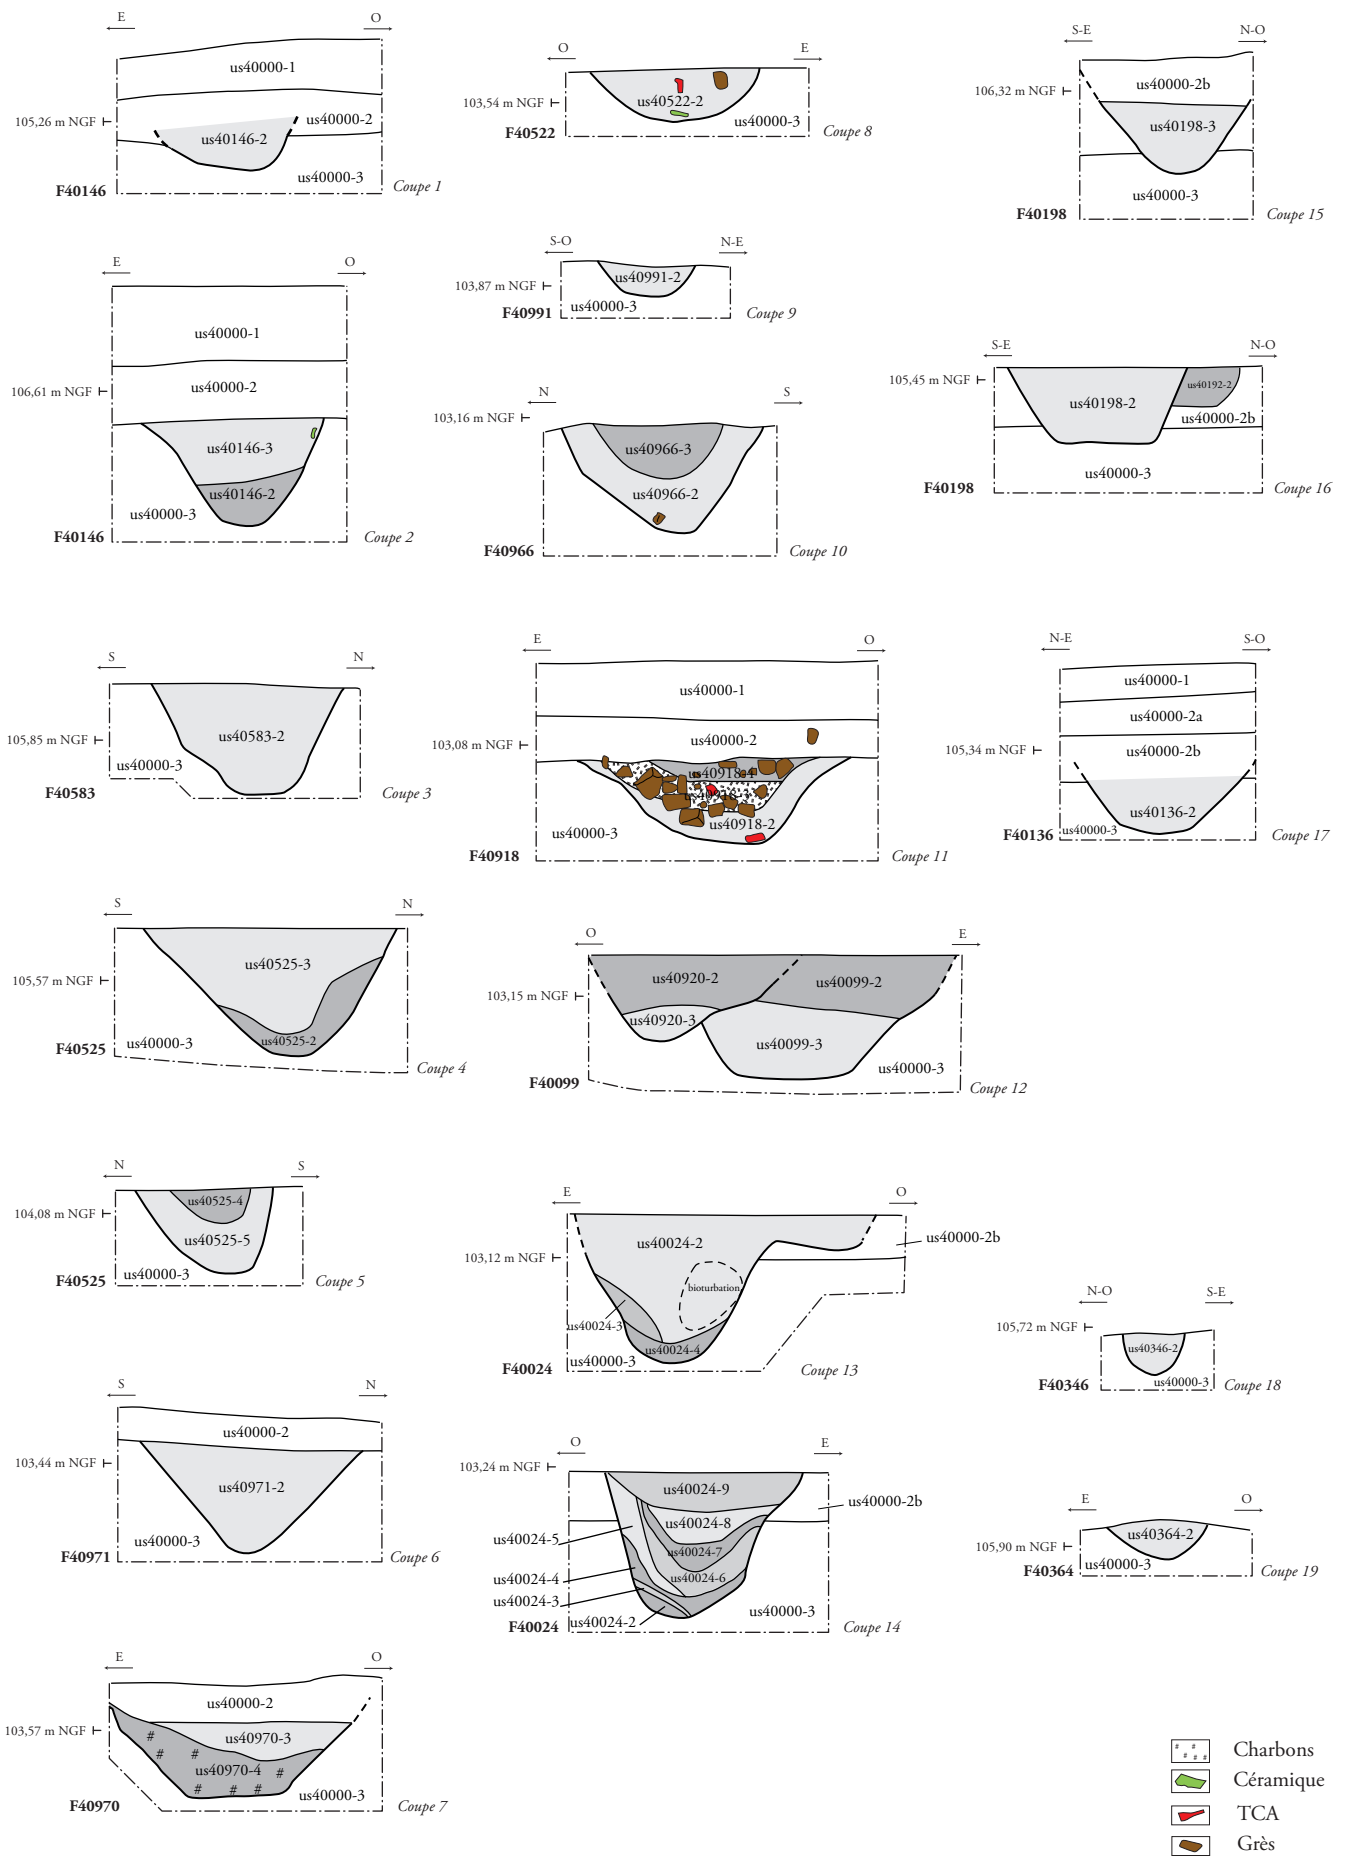 E
O
us40000-1
105,26 m NGF
us40000-2
us40146-2
us40000-3
F40146
Coupe 1
E
O
us40000-1
106,61 m NGF
us40000-2
us40146-3
us40146-2
us40000-3
F40146
Coupe 2
S
N
us40583-2
105,85 m NGF
us40000-3
F40583
Coupe 3
S
N
us40525-3
105,57 m NGF
us40525-2
us40000-3
F40525
Coupe 4
N
S
us40525-4
104,08 m NGF
us40525-5
us40000-3
F40525
Coupe 5
S
N
us40000-2
103,44 m NGF
us40971-2
us40000-3
F40971
Coupe 6
E
O
us40000-2
103,57 m NGF
us40970-3
us40970-4
us40000-3
F40970
Coupe 7
O
E
103,54 m NGF
us40522-2
us40000-3
F40522
Coupe 8
S-O
N-E
us40991-2
103,87 m NGF
us40000-3
F40991
Coupe 9
N
S
103,16 m NGF
us40966-3
us40966-2
F40966
Coupe 10
E
O
us40000-1
103,08 m NGF
us40000-2
us40918-4
us40918-2
us40000-3
F40918
Coupe 11
O
E
us40920-2
us40099-2
103,15 m NGF
us40920-3
us40099-3
us40000-3
F40099
Coupe 12
E
O
us40024-2
us40000-2b
103,12 m NGF
bioturbation
us40024-3
us40024-4
us40000-3
F40024
Coupe 13
O
E
103,24 m NGF
us40024-9
us40000-2b
us40024-8
us40024-5
us40024-7
us40024-6
us40024-4
us40024-3
us40024-2
us40000-3
F40024
Coupe 14
S-E
N-O
us40000-2b
106,32 m NGF
us40198-3
us40000-3
F40198
Coupe 15
S-E
N-O
105,45 m NGF
us40192-2
us40198-2
us40000-2b
us40000-3
F40198
Coupe 16
N-E
S-O
us40000-1
us40000-2a
us40000-2b
105,34 m NGF
us40136-2
us40000-3
F40136
Coupe 17
N-O
S-E
105,72 m NGF
us40346-2
us40000-3
F40346
Coupe 18
E
O
us40364-2
105,90 m NGF
us40000-3
F40364
Coupe 19
Charbons
Céramique
TCA
Grès